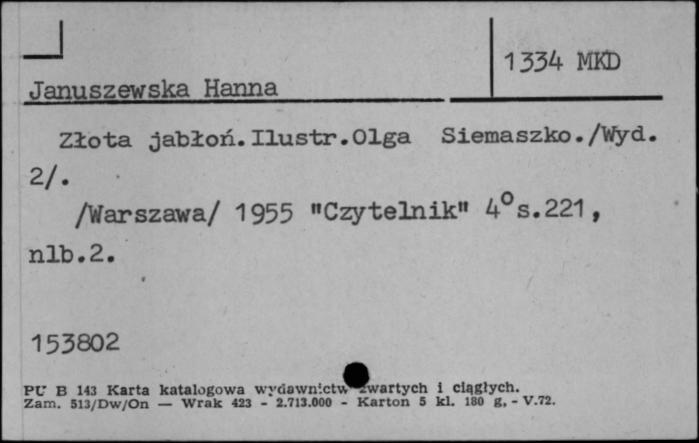 1334 MKD
Januszewska Hanna
Złota jabłoń.Ilustr.Olga Siemaszko./Wyd.
2/.
/Warszawa/ 1955 "Czytelnik" 4° s.221,
nlb.2.
153802
PU B 143 Karta katalogowa wydawnictw zwartych i ciągłych.
Zam. 513/Dw/On — Wrak 423 - 2.713.000 - Karton 5 kl. 180 g, - V.72.